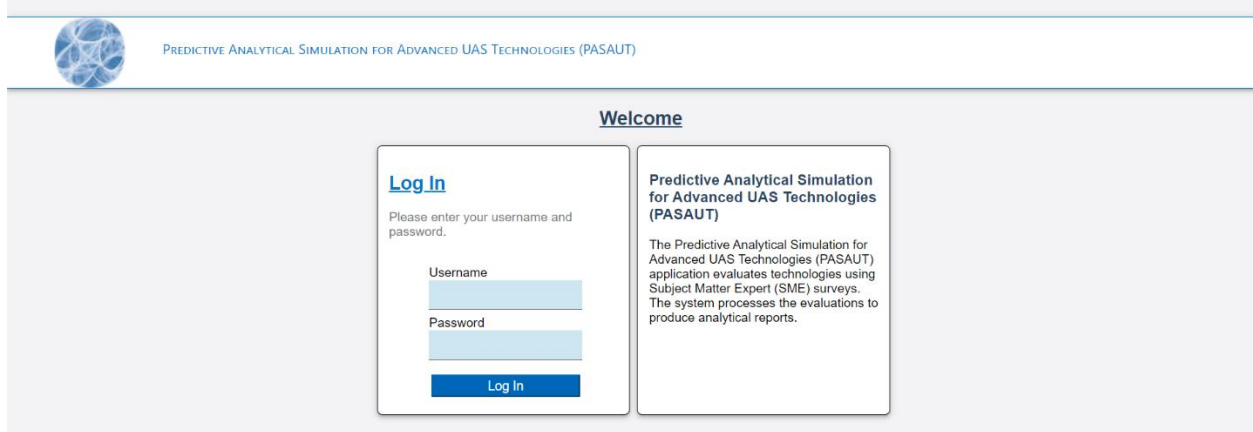 Predictive Analytical Simulation for Advanced UAS Technologies (PASAUT)
Welcome
Log In
Please enter your username and
password.
Username
Password
Log In
Predictive Analytical Simulation
for Advanced UAS Technologies
(PASAUT)
The Predictive Analytical Simulation for
Advanced UAS Technologies (PASAUT)
application evaluates technologies using
Subject Matter Expert (SME) surveys.
The system processes the evaluations to
produce analytical reports.